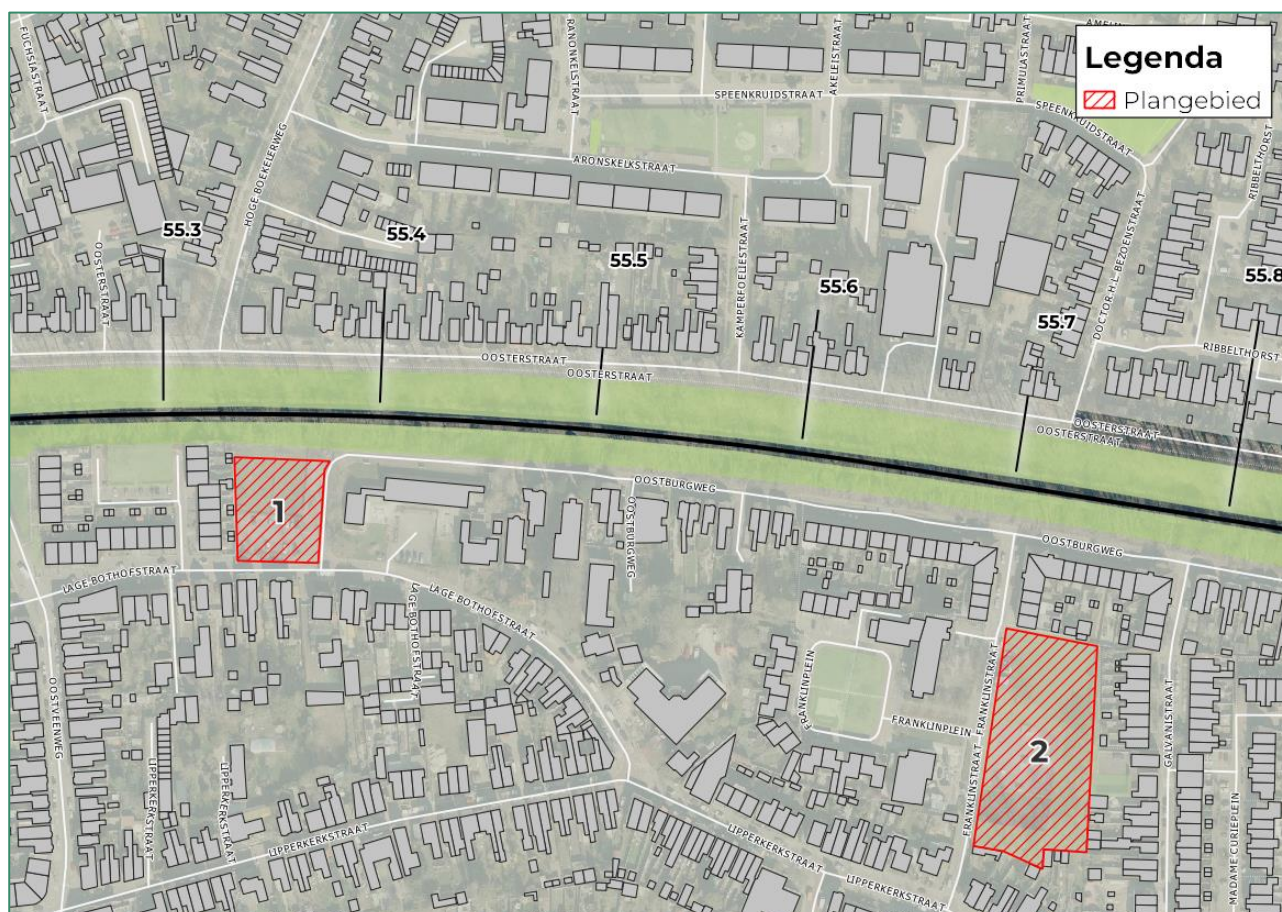 FUCHSIASTRAAT
RANONKELSTRAAT
AKELEISTRAAT
PRIMULASTRAAT
Legenda
Plangebied
SPEENKRUIDSTRAAT
SPEENKRUIDSTRAAT
HOGE BOEKELERWEG
ARONSKELKSTRAAT
RIBBELTHORST
55.3
55.4
55.5
55.6
55.7
55.8
OOSTERSTRAAT
KAMPERFOELIESTRAAT
DOCTOR H.L. BEZOENSTRAAT
RIBBELTHORST
OOSTERSTRAAT
OOSTERSTRAAT
OOSTERSTRAAT
OOSTERSTRAAT
1
OOSTBURGWEG
OOSTBURGWEG
OOSTBURGWEG
LAGE BOTHOFSTRAAT
LAGE BOTHOFSTRAAT
LAGE BOTHOFSTRAAT
OOSTVEENWEG
FRANKLINPLEIN
FRANKLINPLEIN
FRANKLINSTRAAT
FRANKLINSTRAAT
2
GALVANISTRAAT
LIPPERKERKSTRAAT
LIPPERKERKSTRAAT
LIPPERKERKSTRAAT
LIPPERKERKSTRAAT
LIPPERKERKSTRAAT
MADAME CURIEPLEIN